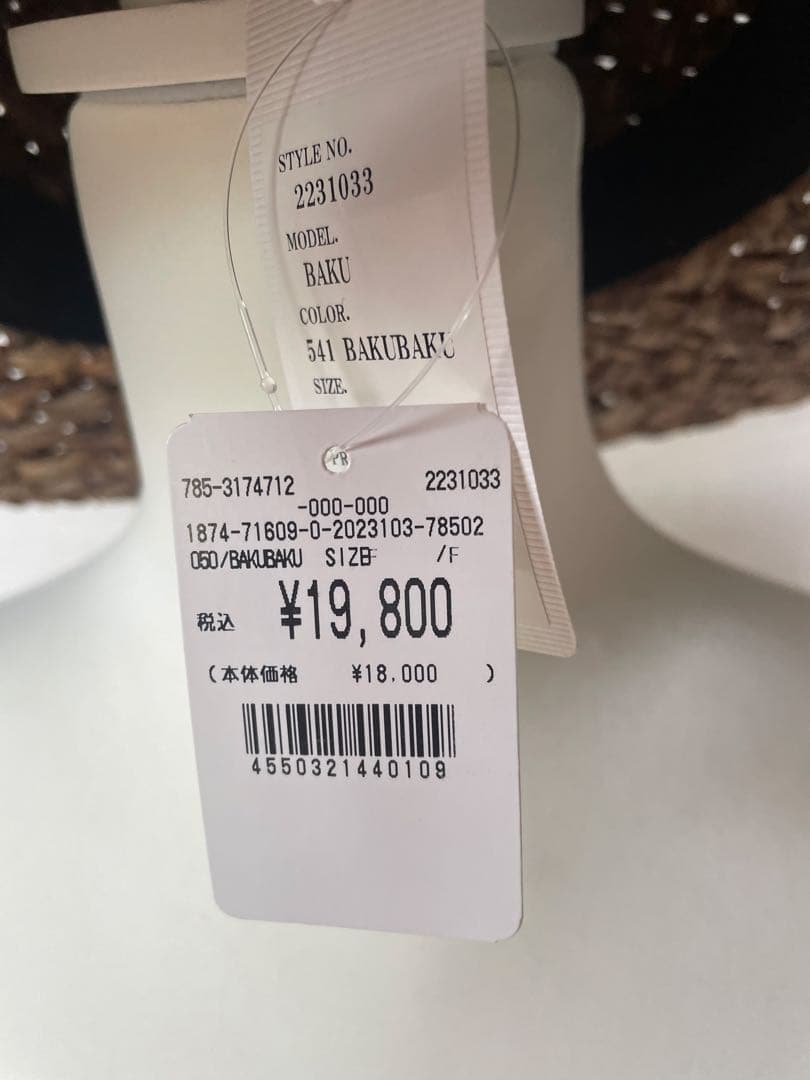 STYLE NO.
2231033
MODEL.
BAKU
COLOR.
541 BAKUBAKU
SIZE.
PR
785-3174712 2231033
-000-000
1874-71609-0-2023103-78502
050/BAKUBAKU SIZE /F
税込 ¥19,800
(本体価格 ¥18,000 )
4550321440109